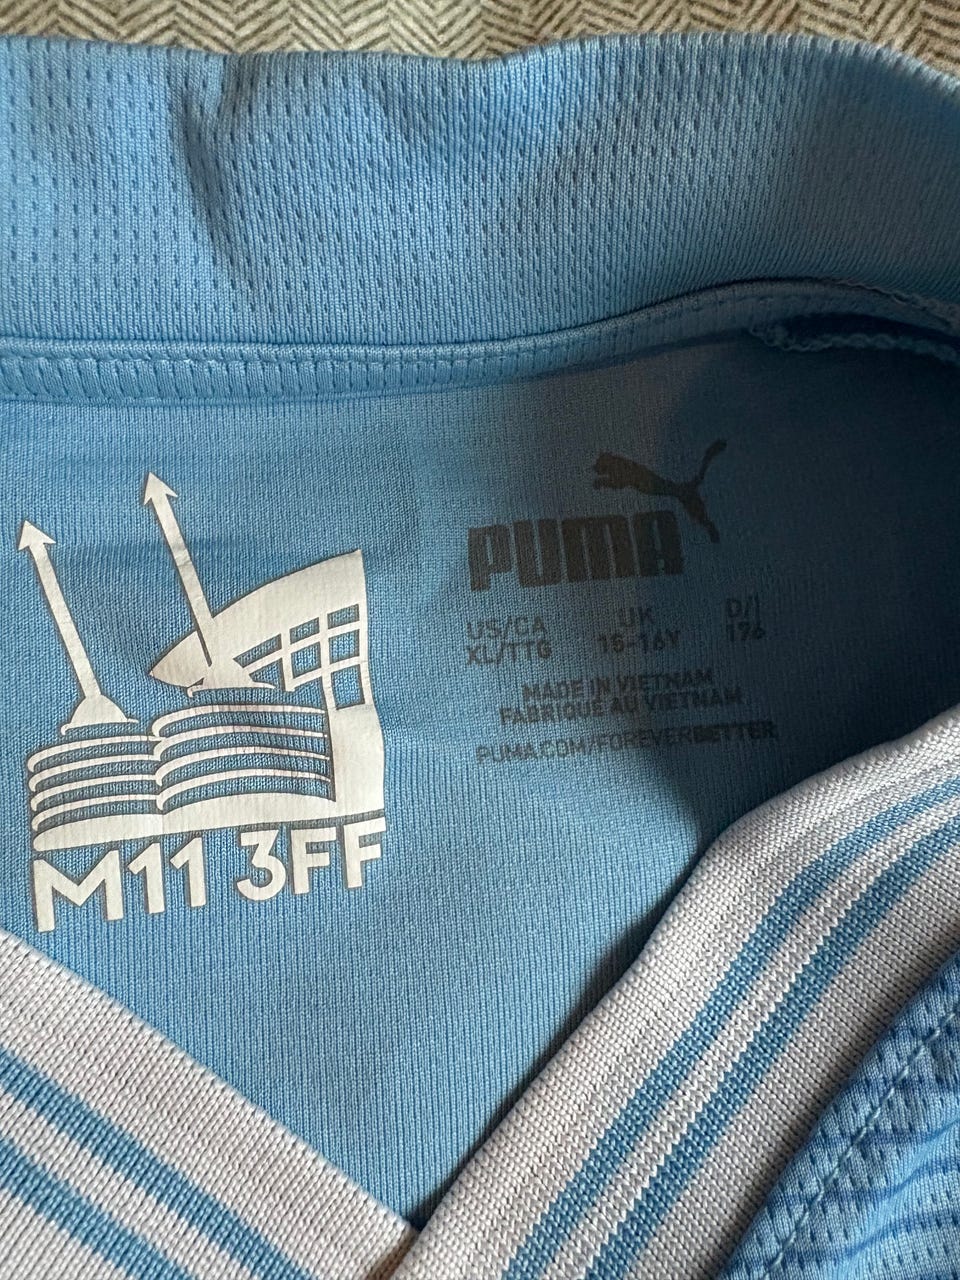 M11 3FF
PUMA
US/CA UK D/J
XL/TTG 15-16Y 176
MADE IN VIETNAM
FABRIQUÉ AU VIETNAM
PUMA.COM/FOREVERBETTER